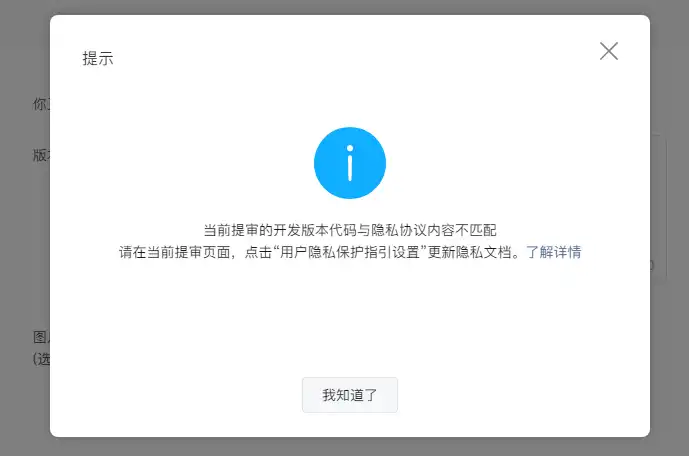 提示
当前提审的开发版本代码与隐私协议内容不匹配
请在当前提审页面，点击“用户隐私保护指引设置”更新隐私文档。了解详情
我知道了
你
版
图
(选